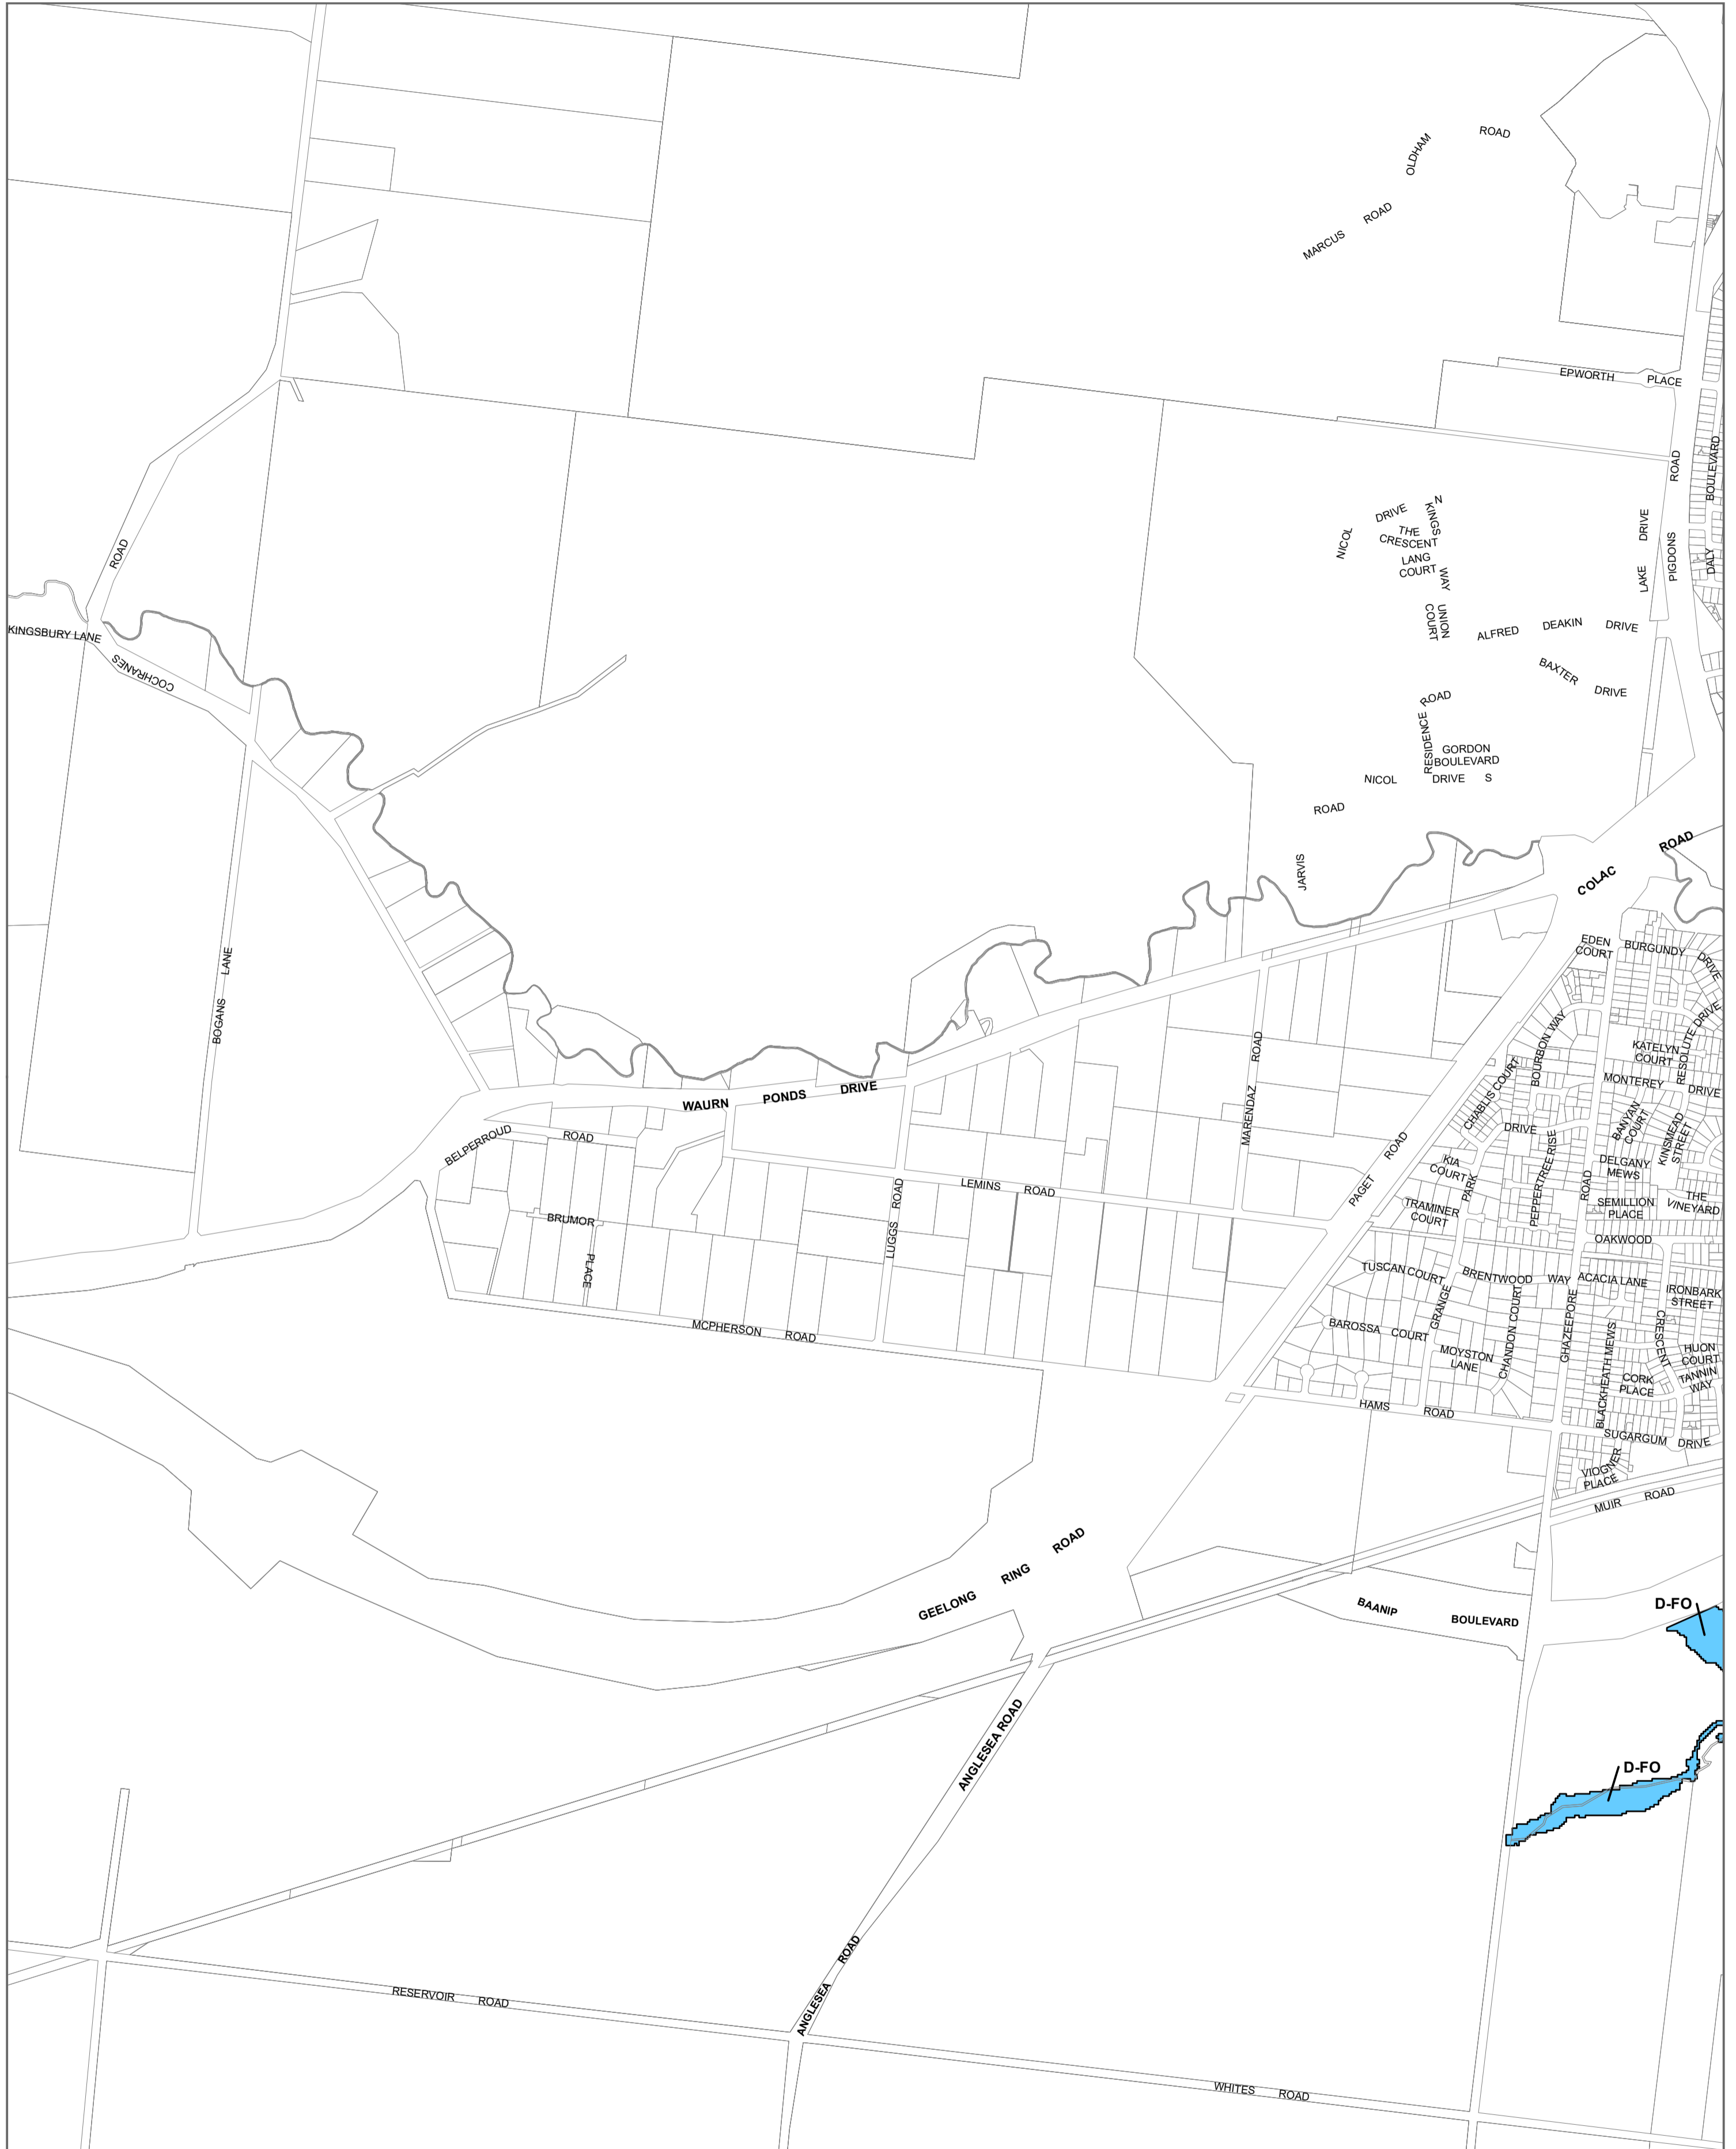 OLDHAM ROAD
MARCUS ROAD
EPWORTH PLACE
ROAD
BOULEVARD
DALY
PIGDONS
LAKE DRIVE
NICOL DRIVE N
KINGS WAY
THE
CRESCENT
LANG
COURT
UNION
COURT
ALFRED DEAKIN DRIVE
BAXTER DRIVE
RESIDENCE ROAD
GORDON
BOULEVARD
NICOL DRIVE S
JARVIS ROAD
ROAD
KINGSBURY LANE
COCHRANES
BOGANS LANE
COLAC ROAD
EDEN
COURT
BURGUNDY DRIVE
BOURBON WAY
RESOLUTE DRIVE
KATELYN
COURT
CHABLIS COURT
MONTEREY DRIVE
BANYAN
COURT
KINSMEAD
STREET
DRIVE
WAURN PONDS DRIVE
BELPERROUD ROAD
MARENDAZ ROAD
PAGET ROAD
KIA
COURT
PARK
PEPPERTREE RISE
ROAD
DELGANY
MEWS
SEMILLION
PLACE
THE
VINEYARD
LEMINS ROAD
LUGGS ROAD
BRUMOR
PLACE
TRAMINER
COURT
OAKWOOD
TUSCAN COURT
BRENTWOOD WAY
ACACIA LANE
IRONBARK
STREET
GRANGE
CHANDON COURT
GHAZEEPORE
CRESCENT
BAROSSA COURT
MOYSTON
LANE
BLACKHEATH MEWS
HUON
COURT
TANNIN
WAY
CORK
PLACE
MCPHERSON ROAD
HAMS ROAD
SUGARGUM DRIVE
VIOGNER
PLACE
MUIR ROAD
GEELONG RING ROAD
BAANIP BOULEVARD
D-FO
D-FO
ANGLESEA ROAD
ANGLESEA ROAD
RESERVOIR ROAD
WHITES ROAD